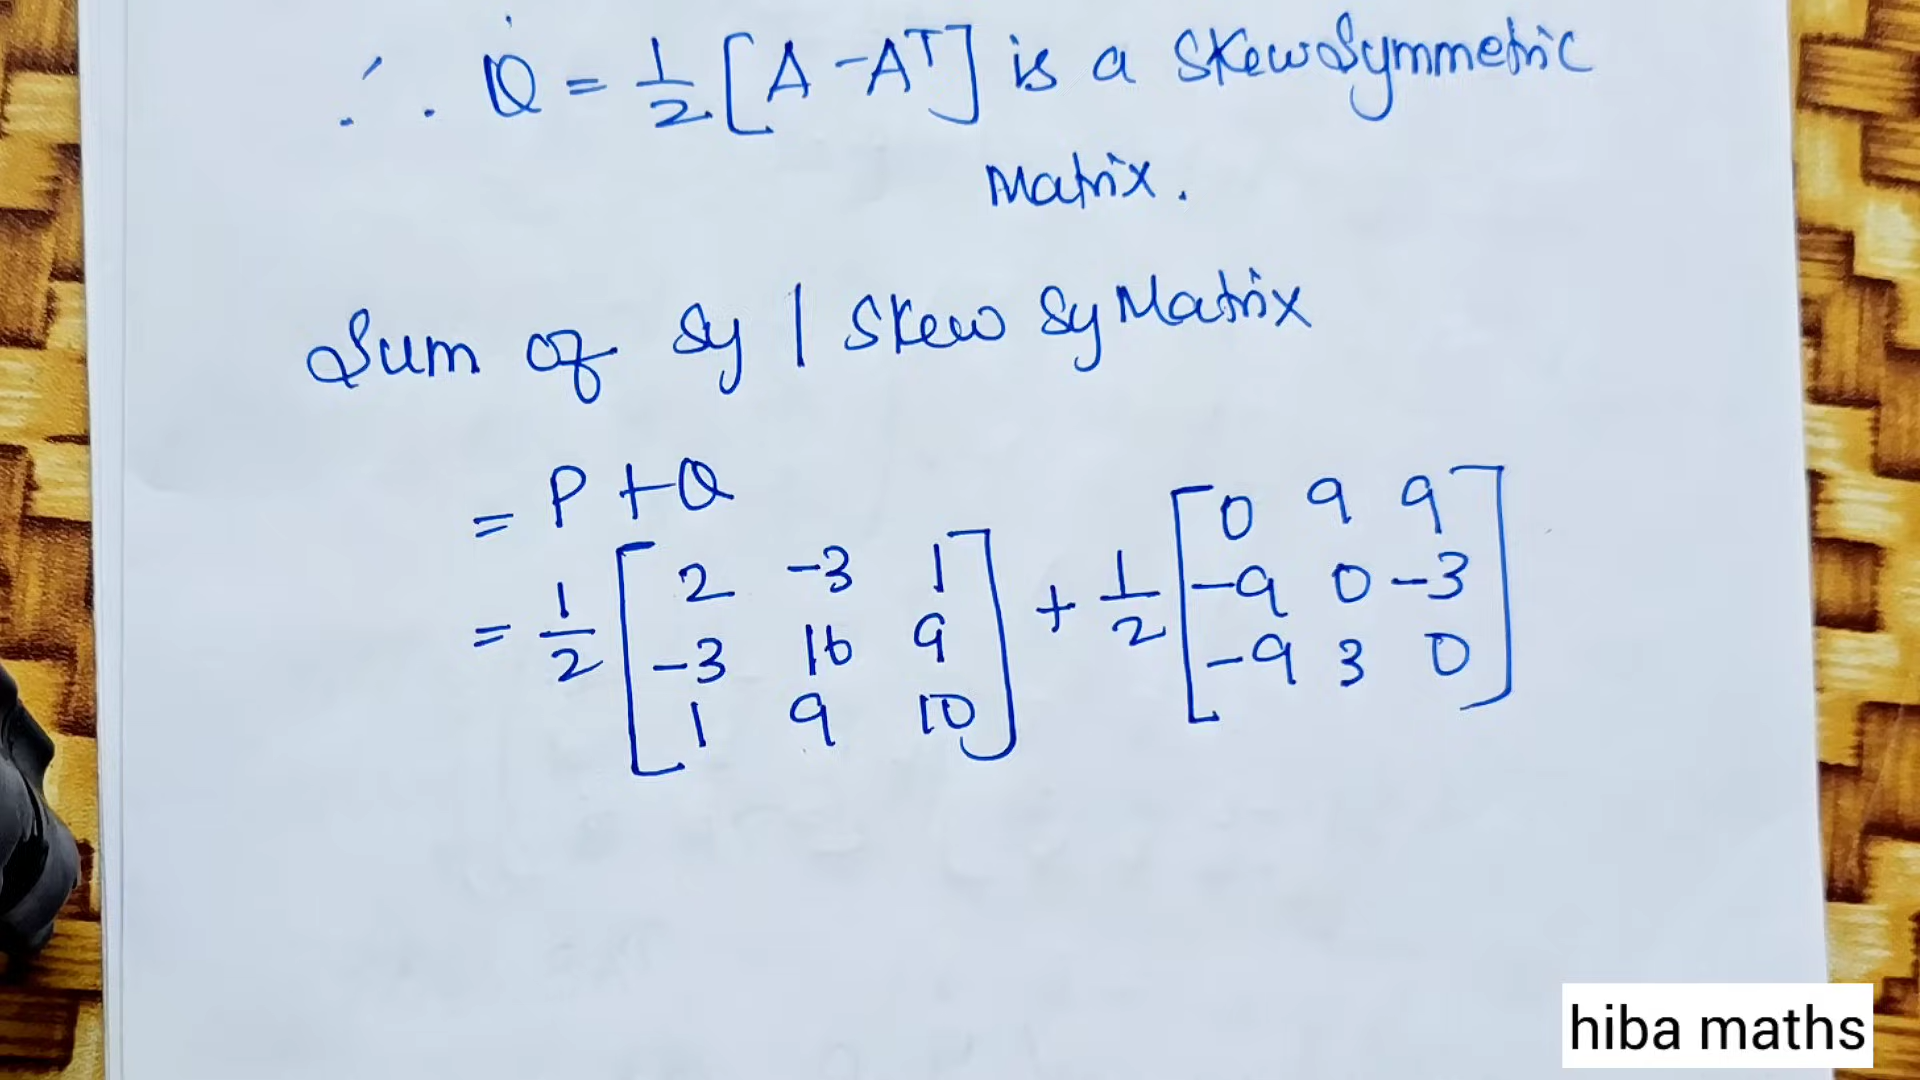 ∴ Q = 1/2 [A - Aᵀ] is a Skew Symmetric
Matrix.
Sum of Sy | Skew Sy Matrix
= P + Q
= 1/2 [2 -3 1
-3 16 9
1 9 10] + 1/2 [0 9 9
-9 0 -3
-9 3 0]
hiba maths